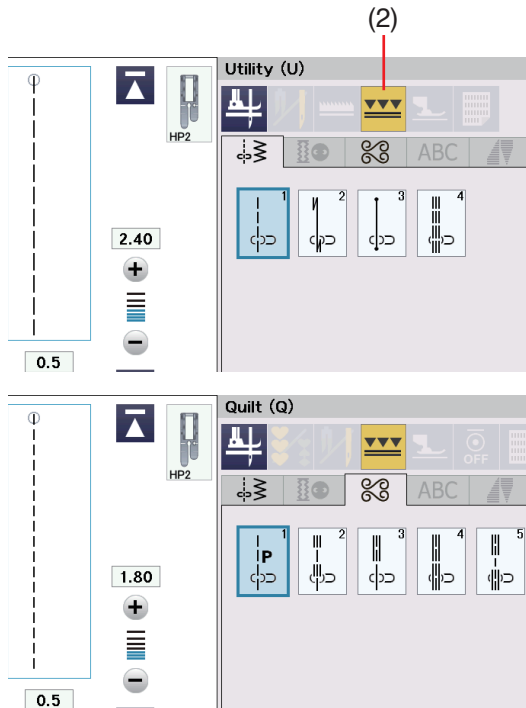 (2)
Utility (U)
HP2
ABC
1
2
3
4
2.40
0.5
Quilt (Q)
HP2
OFF
ABC
1
P
2
3
4
5
1.80
0.5